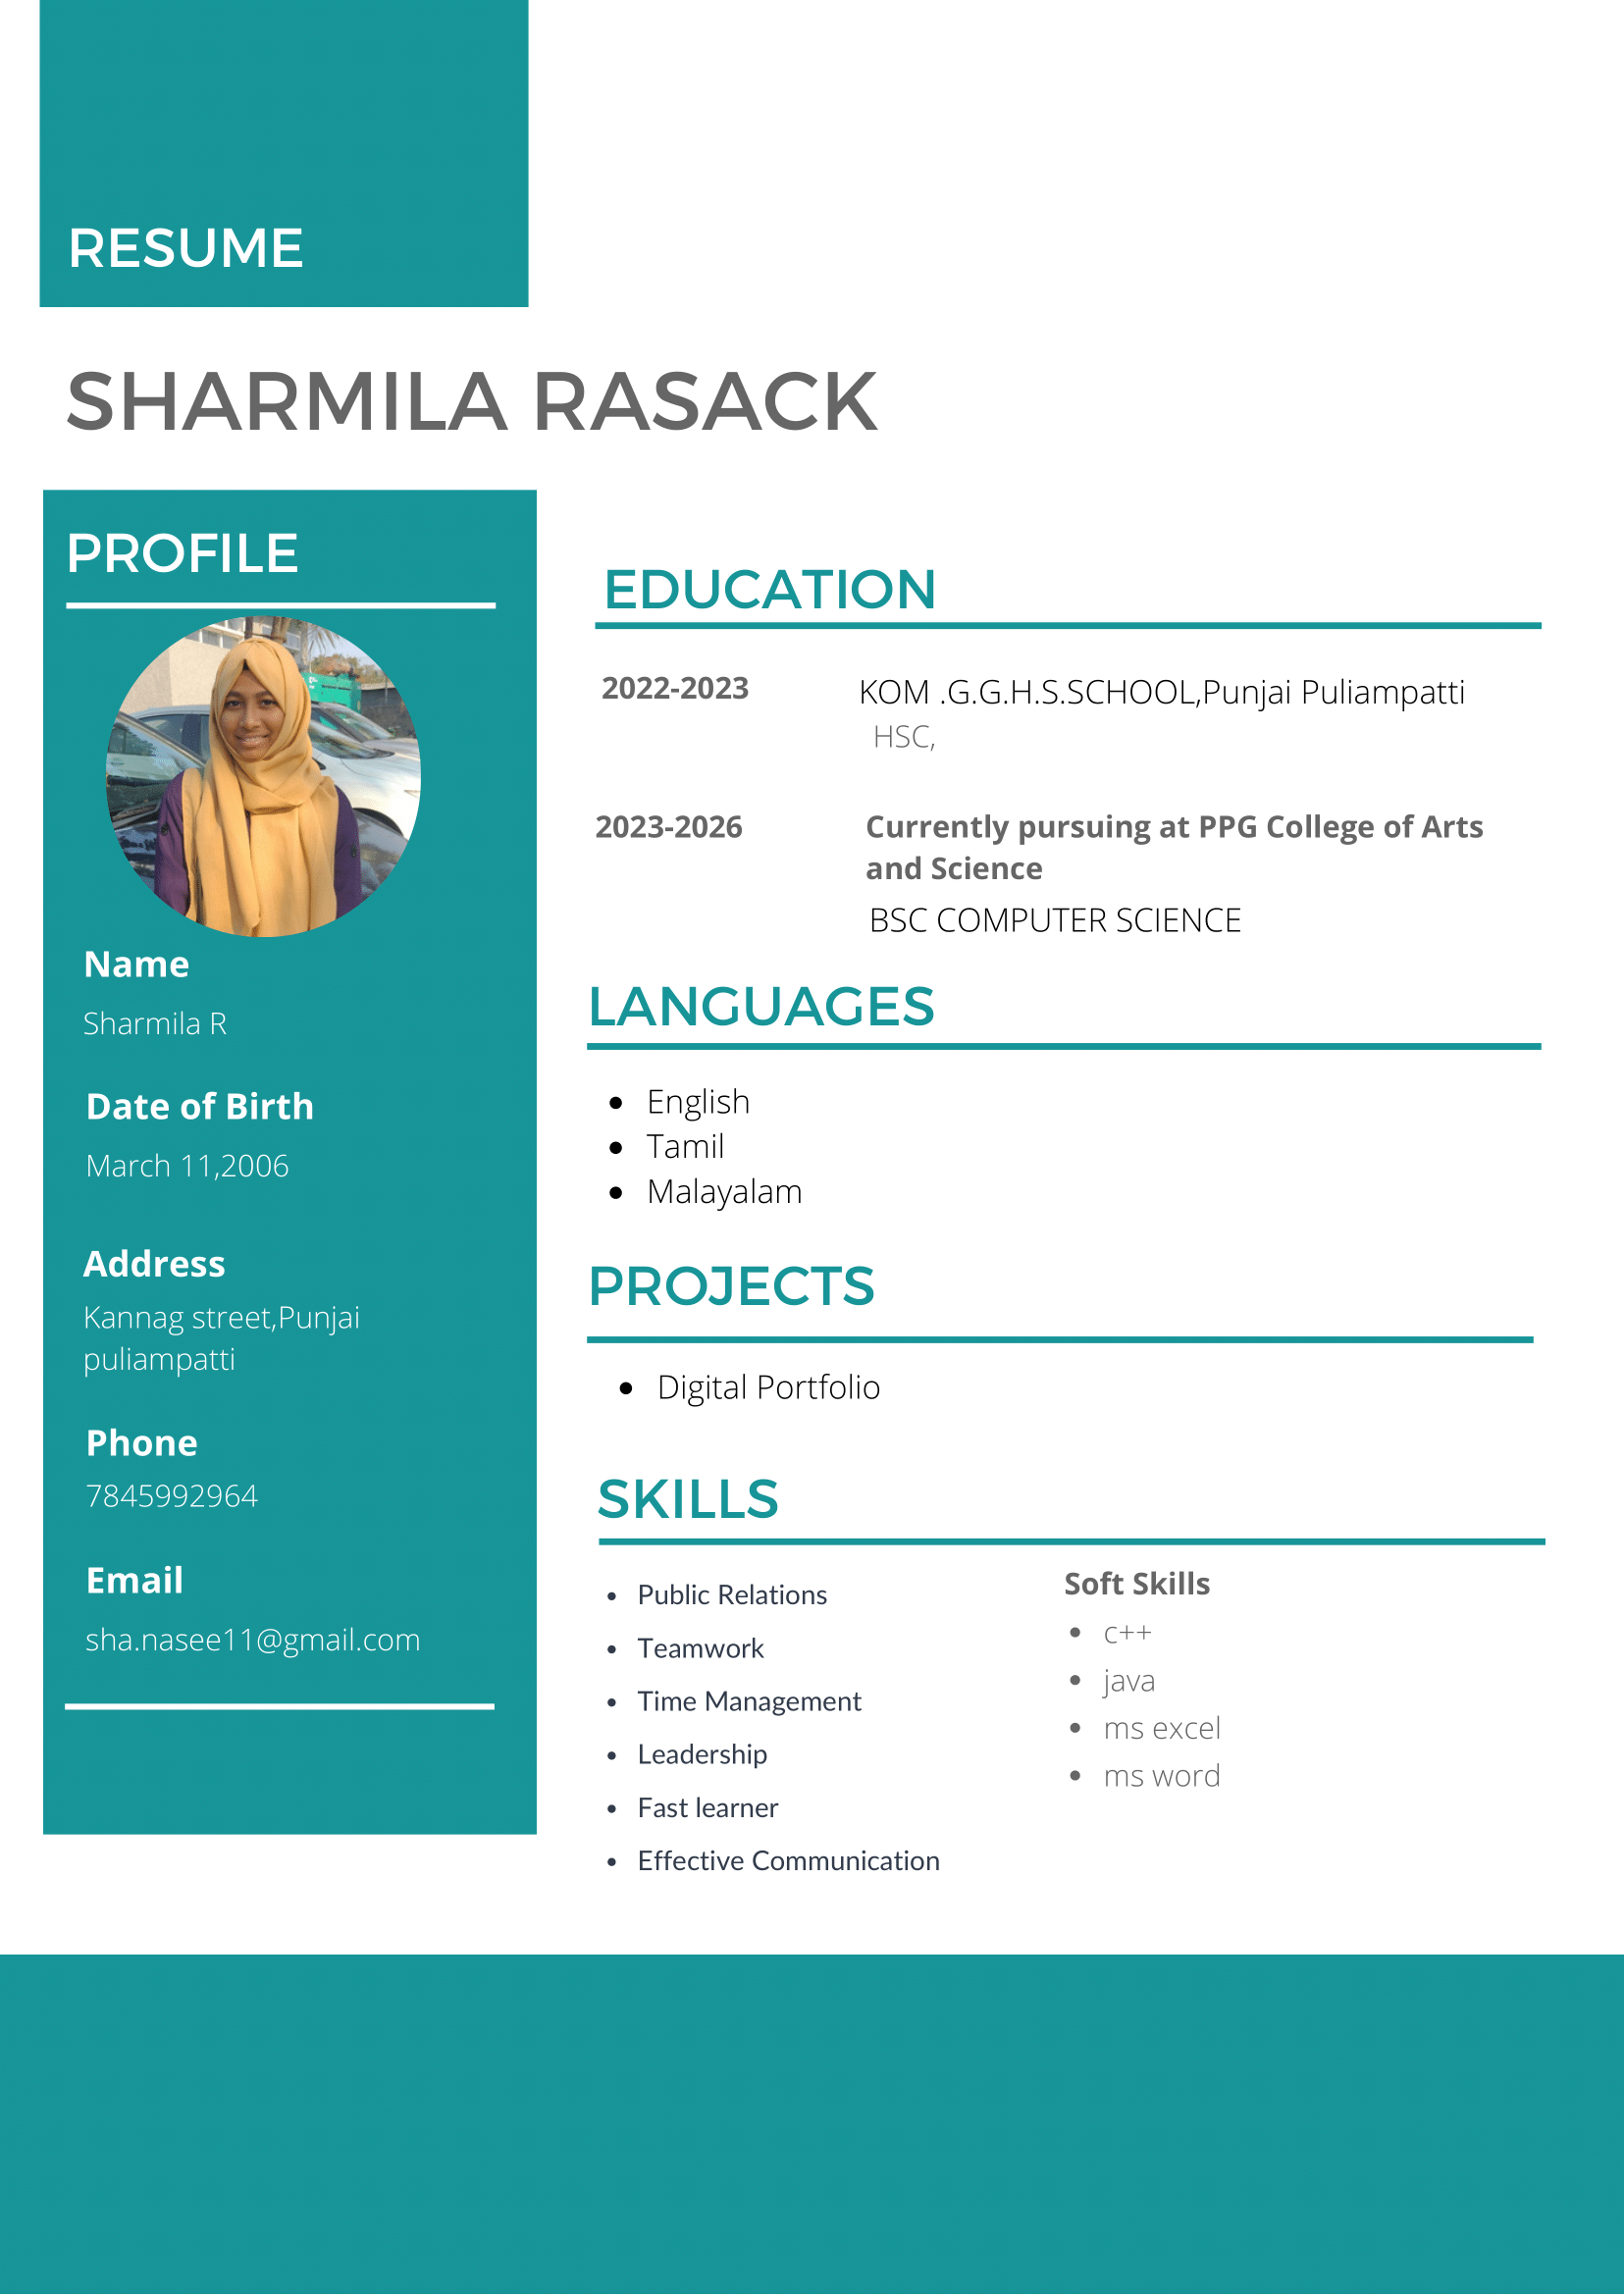 RESUME
SHARMILA RASACK
PROFILE
Name
Sharmila R
Date of Birth
March 11,2006
Address
Kannag street,Punjai
puliampatti
Phone
7845992964
Email
sha.nasee11@gmail.com
EDUCATION
2022-2023
KOM .G.G.H.S.SCHOOL,Punjai Puliampatti
HSC,
2023-2026
Currently pursuing at PPG College of Arts
and Science
BSC COMPUTER SCIENCE
LANGUAGES
• English
• Tamil
• Malayalam
PROJECTS
• Digital Portfolio
SKILLS
• Public Relations
• Teamwork
• Time Management
• Leadership
• Fast learner
• Effective Communication
Soft Skills
• c++
• java
• ms excel
• ms word